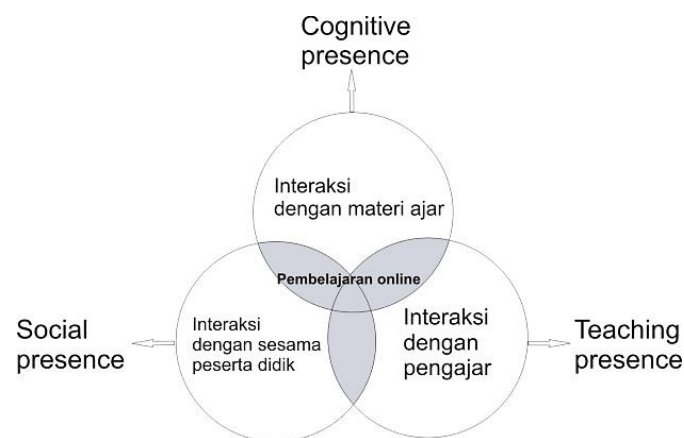 Cognitive
presence
Interaksi
dengan materi ajar
Pembelajaran online
Social
presence
Interaksi
dengan sesama
peserta didik
Interaksi
dengan
pengajar
Teaching
presence